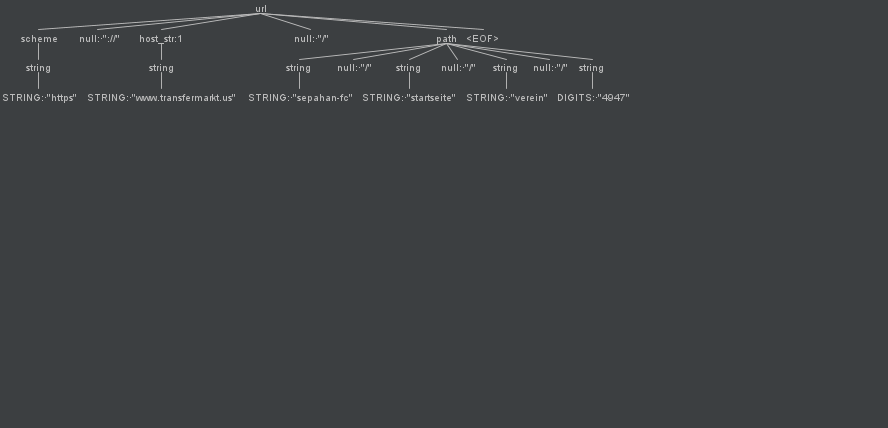 url
scheme null:"://" host_str:1 null:"/" path <EOF>
string string string null:"/" string null:"/" string null:"/" string
STRING:"https" STRING:"www.transfermarkt.us" STRING:"sepahan-fc" STRING:"startseite" STRING:"verein" DIGITS:"4947"